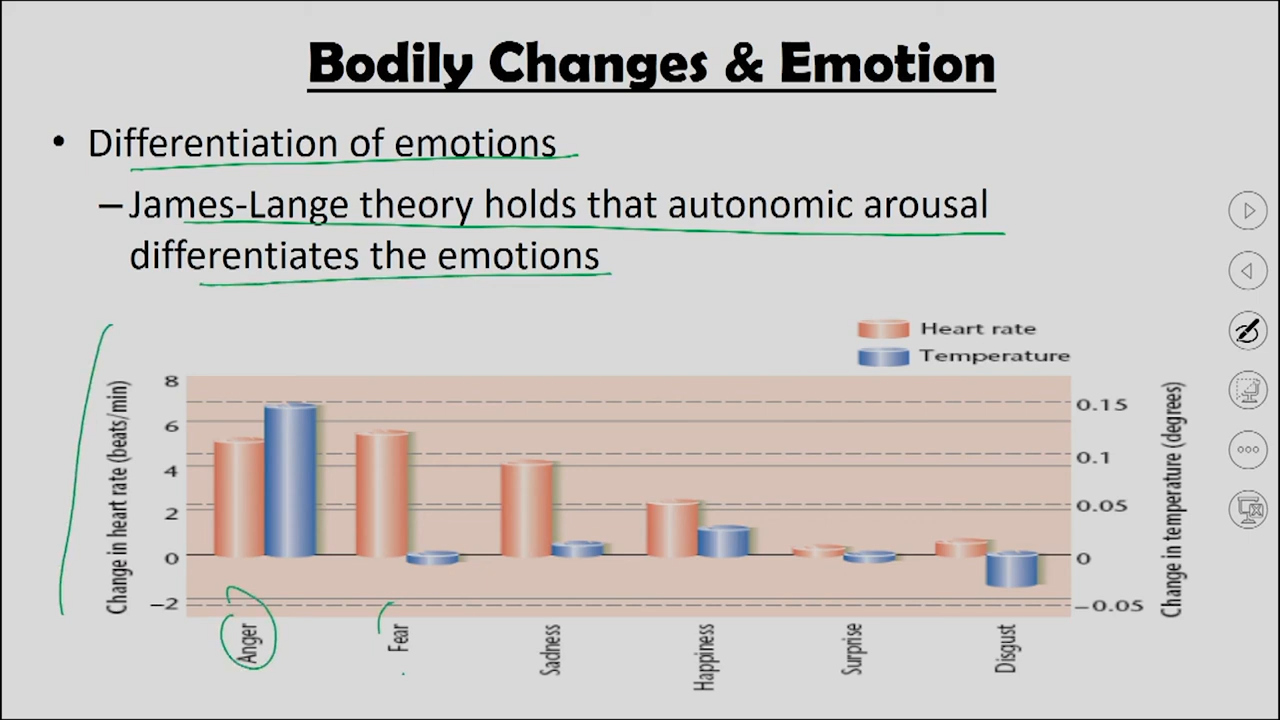 Bodily Changes & Emotion
• Differentiation of emotions
– James-Lange theory holds that autonomic arousal
differentiates the emotions
Heart rate
Temperature
Change in heart rate (beats/min)
8
6
4
2
0
−2
0.15
0.1
0.05
0
−0.05
Change in temperature (degrees)
Anger
Fear
Sadness
Happiness
Surprise
Disgust